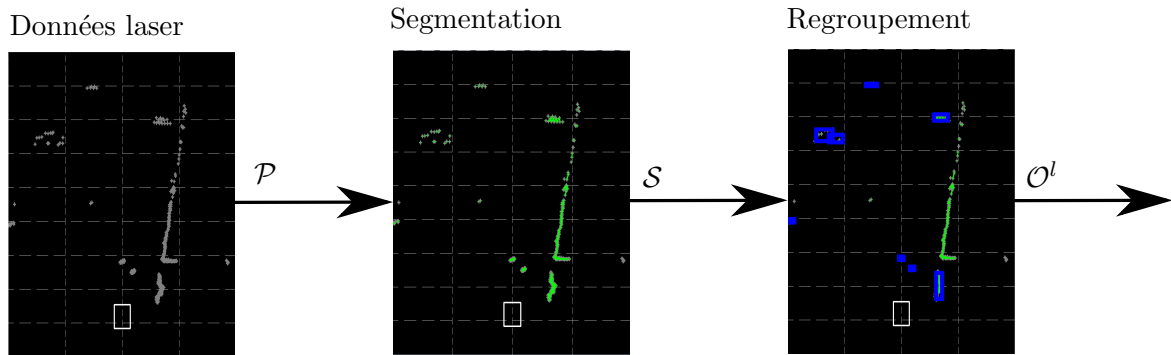 Données laser
Segmentation
Regroupement
𝒫
𝒮
𝒪ˡ